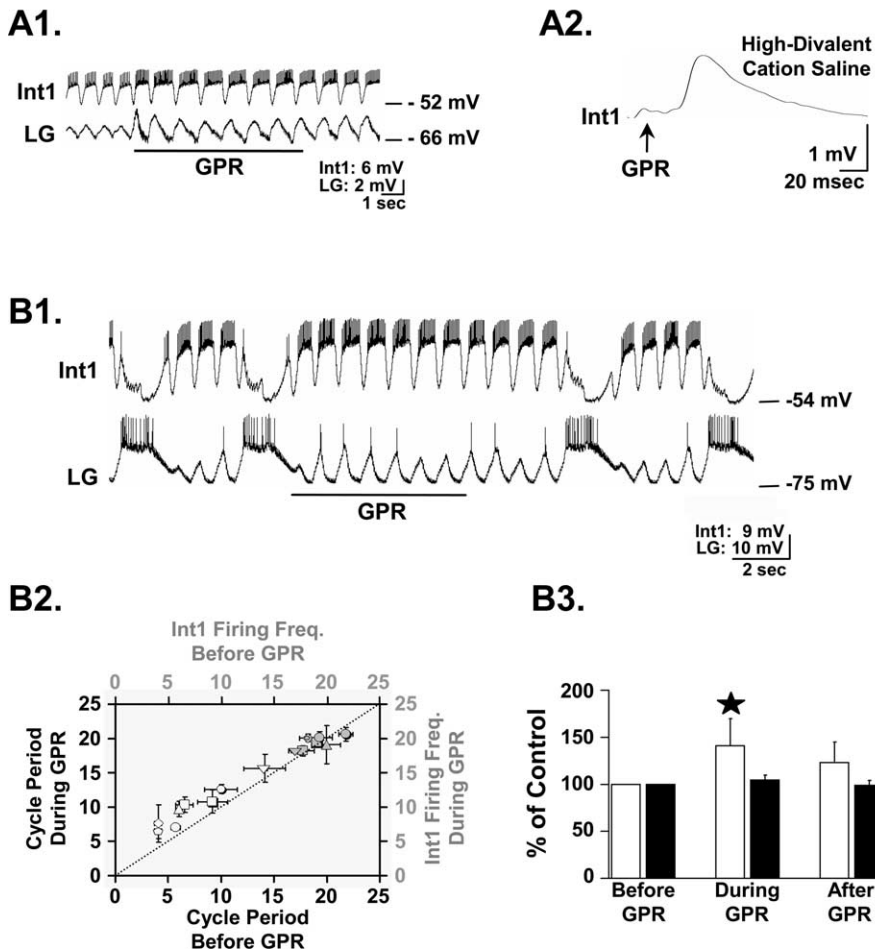 A1.
Int1
- 52 mV
LG
- 66 mV
GPR
Int1: 6 mV
LG: 2 mV
1 sec
A2.
High-Divalent
Cation Saline
Int1
GPR
1 mV
20 msec
B1.
Int1
-54 mV
LG
-75 mV
GPR
Int1: 9 mV
LG: 10 mV
2 sec
B2.
Int1 Firing Freq.
Before GPR
0 5 10 15 20 25
25 25
20 20
15 15
10 10
5 5
0 0
Cycle Period
During GPR
Int1 Firing Freq.
During GPR
0 5 10 15 20 25
Cycle Period
Before GPR
B3.
200
150
100
50
0
% of Control
Before
GPR
During
GPR
After
GPR